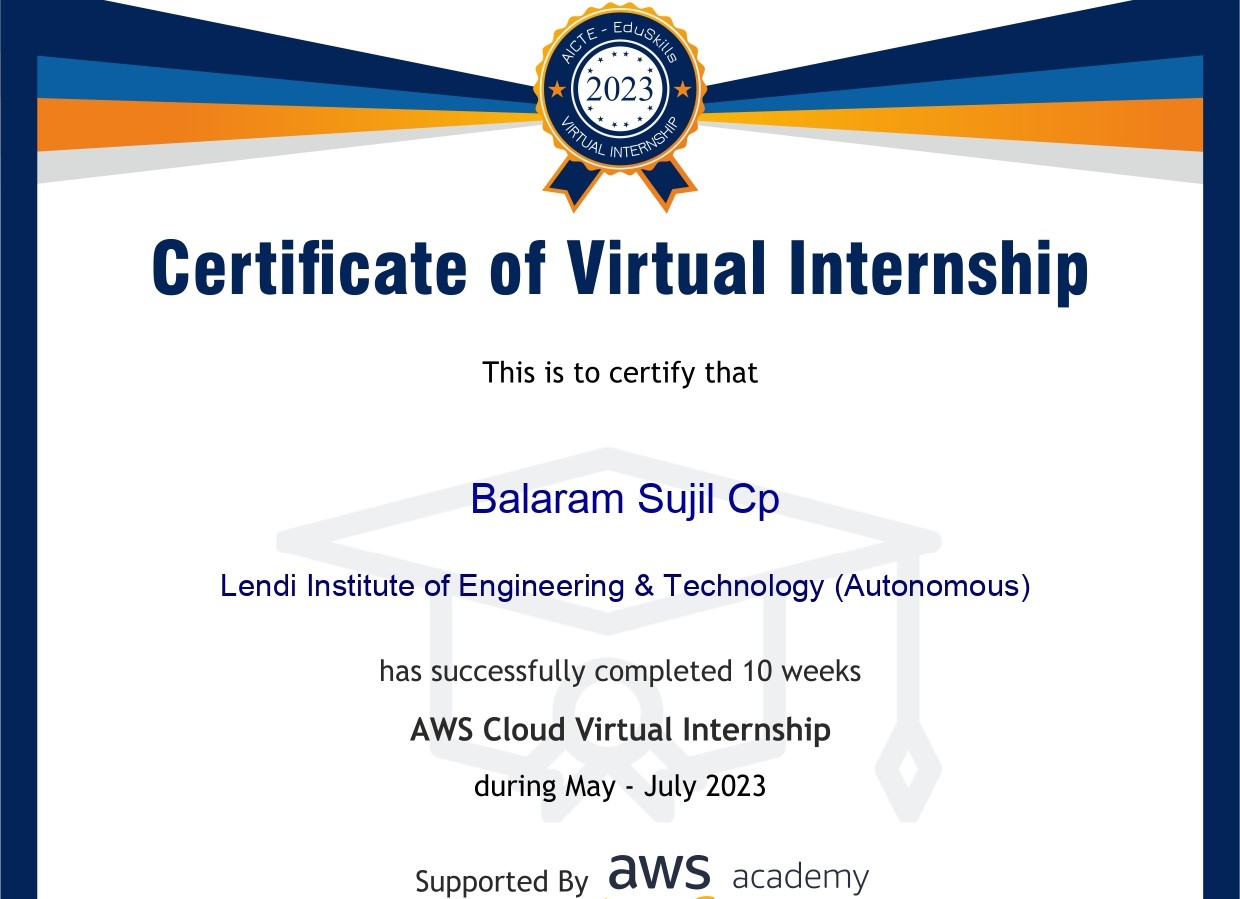 AICTE - EduSkills
2023
VIRTUAL INTERNSHIP
Certificate of Virtual Internship
This is to certify that
Balaram Sujil Cp
Lendi Institute of Engineering & Technology (Autonomous)
has successfully completed 10 weeks
AWS Cloud Virtual Internship
during May - July 2023
Supported By aws academy